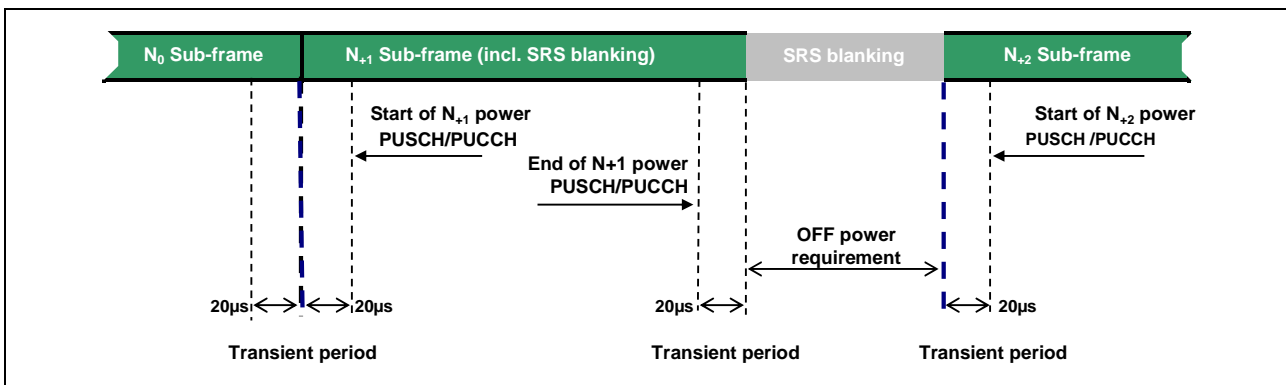 N₀ Sub-frame
N₊₁ Sub-frame (incl. SRS blanking)
SRS blanking
N₊₂ Sub-frame
Start of N₊₁ power
PUSCH/PUCCH
End of N+1 power
PUSCH/PUCCH
Start of N₊₂ power
PUSCH /PUCCH
OFF power
requirement
20µs
20µs
20µs
20µs
Transient period
Transient period
Transient period